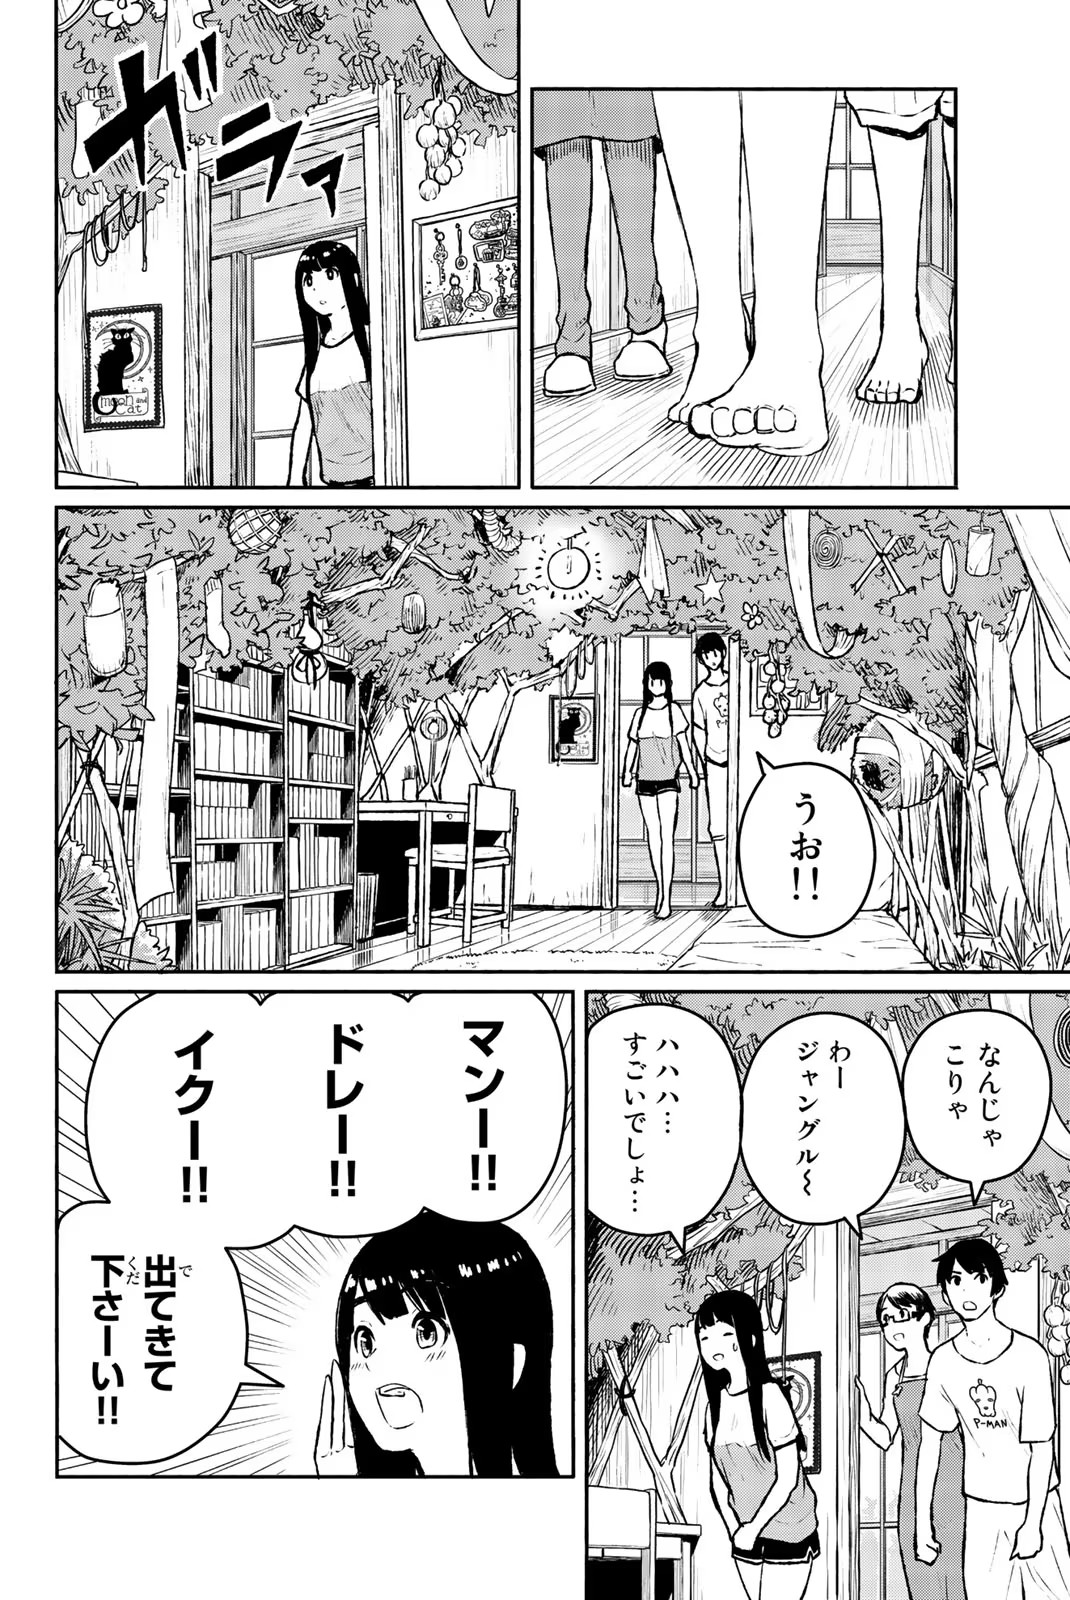 ガラァ
moon and
cat
うお!!
P-
なんじゃ
こりゃ
わー
ジャングル〜
ハハハ…
すごいでしょ…
P-MAN
マンー!!
ドレー!!
イクー!!
出てきて
下さーい!!